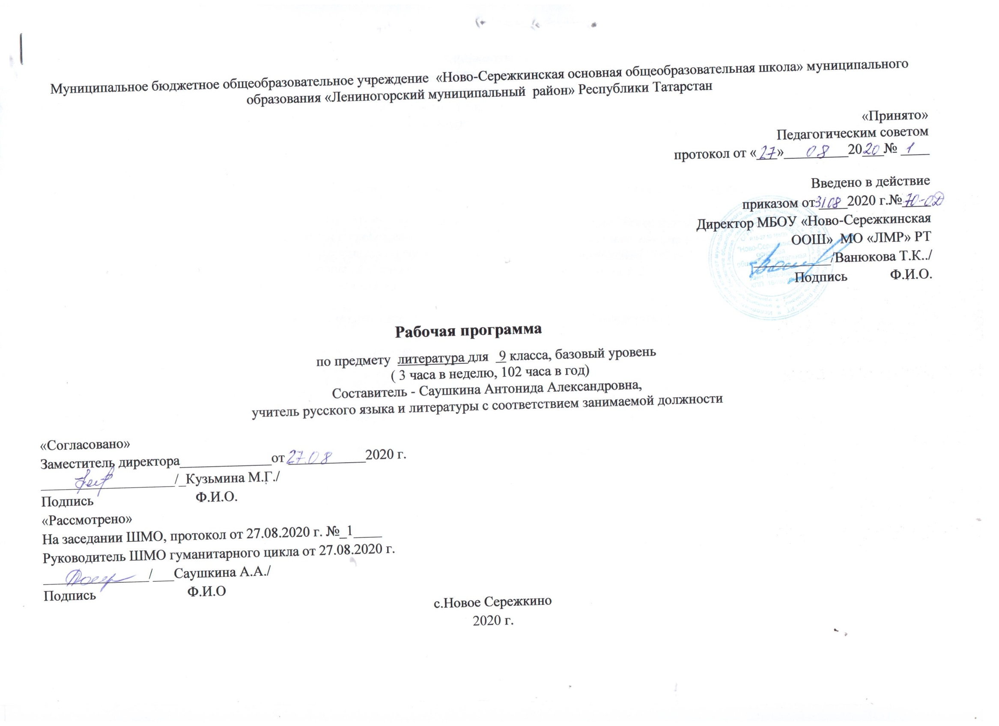 Муниципальное бюджетное общеобразовательное учреждение «Ново-Сережкинская основная общеобразовательная школа» муниципального
образования «Лениногорский муниципальный район» Республики Татарстан
«Принято»
Педагогическим советом
протокол от «27» 08 2020 № 1
Введено в действие
приказом от 31 08 2020 г.№ 70-ОД
Директор МБОУ «Ново-Сережкинская
ООШ» МО «ЛМР» РТ
/Ванюкова Т.К../
Подпись Ф.И.О.
Рабочая программа
по предмету литература для 9 класса, базовый уровень
( 3 часа в неделю, 102 часа в год)
Составитель - Саушкина Антонида Александровна,
учитель русского языка и литературы с соответствием занимаемой должности
«Согласовано»
Заместитель директора_____________от 27.08 2020 г.
/_Кузьмина М.Г./
Подпись Ф.И.О.
«Рассмотрено»
На заседании ШМО, протокол от 27.08.2020 г. №_1____
Руководитель ШМО гуманитарного цикла от 27.08.2020 г.
/___Саушкина А.А./
Подпись Ф.И.О
с.Новое Сережкино
2020 г.